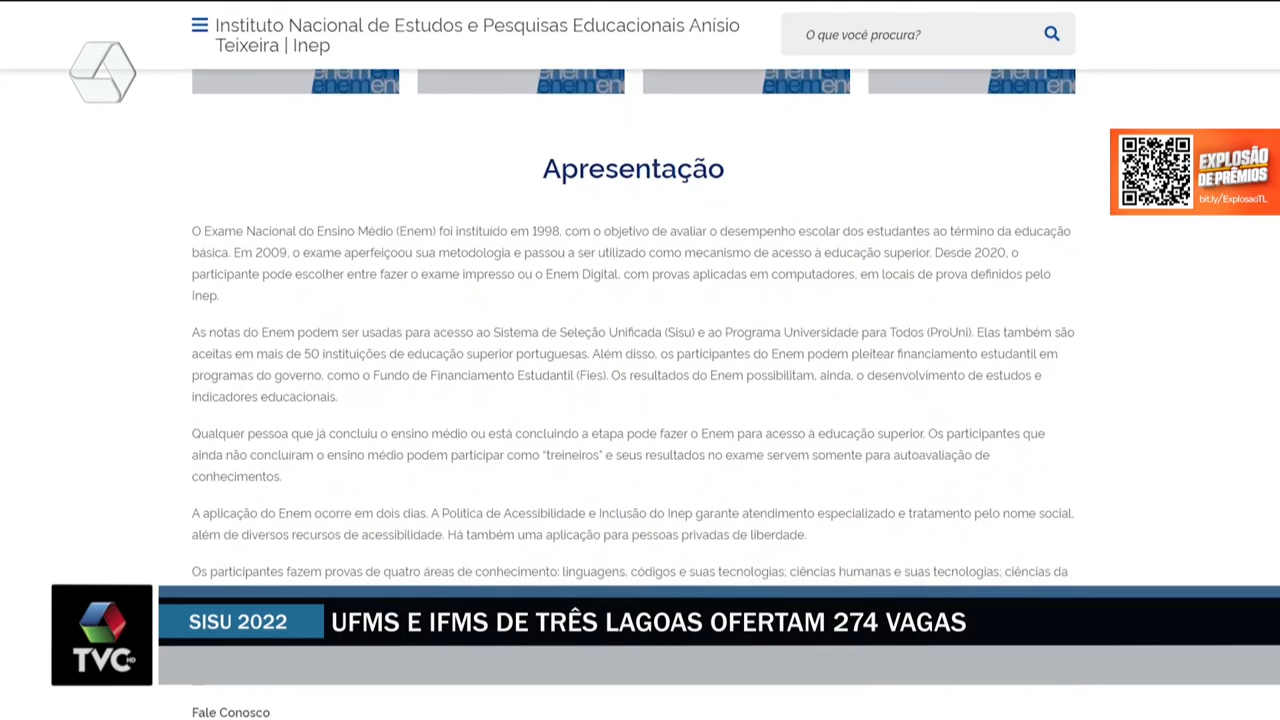 Instituto Nacional de Estudos e Pesquisas Educacionais Anísio
Teixeira | Inep
O que você procura?
enem
enem
enem
enem
Apresentação
EXPLOSÃO
DE PRÊMIOS
bit.ly/ExplosaoTL
O Exame Nacional do Ensino Médio (Enem) foi instituído em 1998, com o objetivo de avaliar o desempenho escolar dos estudantes ao término da educação
básica. Em 2009, o exame aperfeiçoou sua metodologia e passou a ser utilizado como mecanismo de acesso à educação superior. Desde 2020, o
participante pode escolher entre fazer o exame impresso ou o Enem Digital, com provas aplicadas em computadores, em locais de prova definidos pelo
Inep.
As notas do Enem podem ser usadas para acesso ao Sistema de Seleção Unificada (Sisu) e ao Programa Universidade para Todos (ProUni). Elas também são
aceitas em mais de 50 instituições de educação superior portuguesas. Além disso, os participantes do Enem podem pleitear financiamento estudantil em
programas do governo, como o Fundo de Financiamento Estudantil (Fies). Os resultados do Enem possibilitam, ainda, o desenvolvimento de estudos e
indicadores educacionais.
Qualquer pessoa que já concluiu o ensino médio ou está concluindo a etapa pode fazer o Enem para acesso à educação superior. Os participantes que
ainda não concluíram o ensino médio podem participar como “treineiros” e seus resultados no exame servem somente para autoavaliação de
conhecimentos.
A aplicação do Enem ocorre em dois dias. A Política de Acessibilidade e Inclusão do Inep garante atendimento especializado e tratamento pelo nome social,
além de diversos recursos de acessibilidade. Há também uma aplicação para pessoas privadas de liberdade.
Os participantes fazem provas de quatro áreas de conhecimento: linguagens, códigos e suas tecnologias; ciências humanas e suas tecnologias; ciências da
SISU 2022
UFMS E IFMS DE TRÊS LAGOAS OFERTAM 274 VAGAS
TVC HD
Fale Conosco